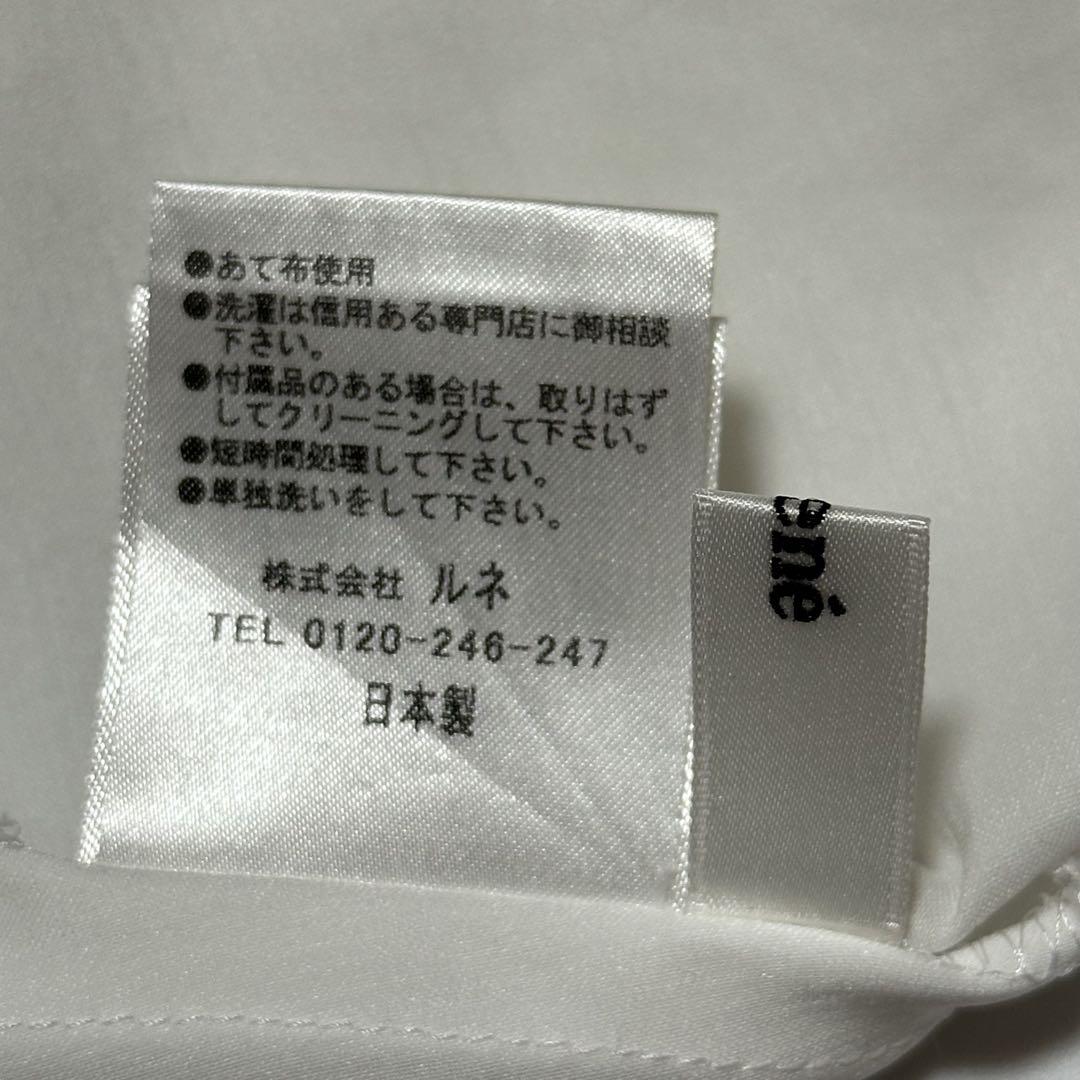 ●あて布使用
●洗濯は信用ある専門店に御相談
下さい。
●付属品のある場合は、取りはず
してクリーニングして下さい。
●短時間処理して下さい。
●単独洗いをして下さい。
株式会社 ルネ
TEL 0120-246-247
日本製
ené